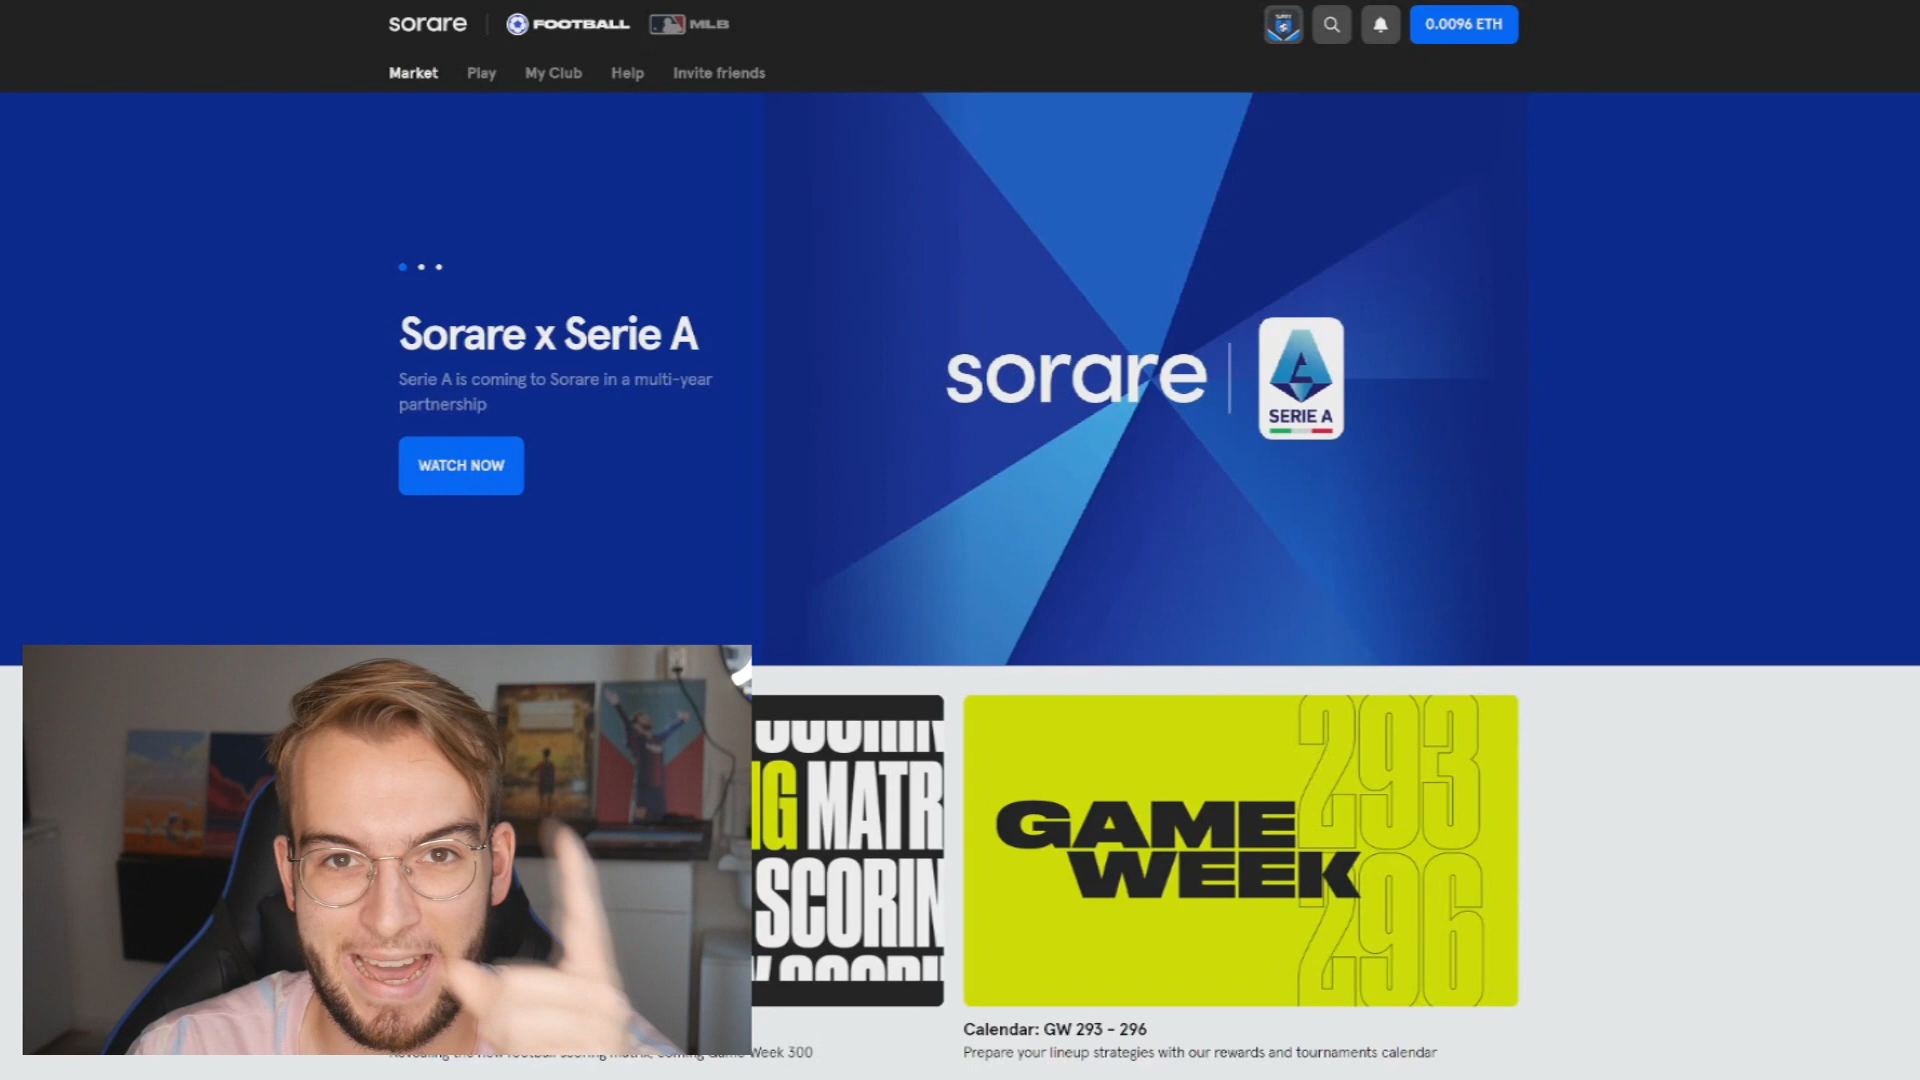 sorare
FOOTBALL
MLB
0.0096 ETH
Market
Play
My Club
Help
Invite friends
Sorare x Serie A
Serie A is coming to Sorare in a multi-year
partnership
WATCH NOW
sorare
SERIE A
MATR
SCORIN
GAME
WEEK
293
296
Calendar: GW 293 - 296
Week 300
Prepare your lineup strategies with our rewards and tournaments calendar